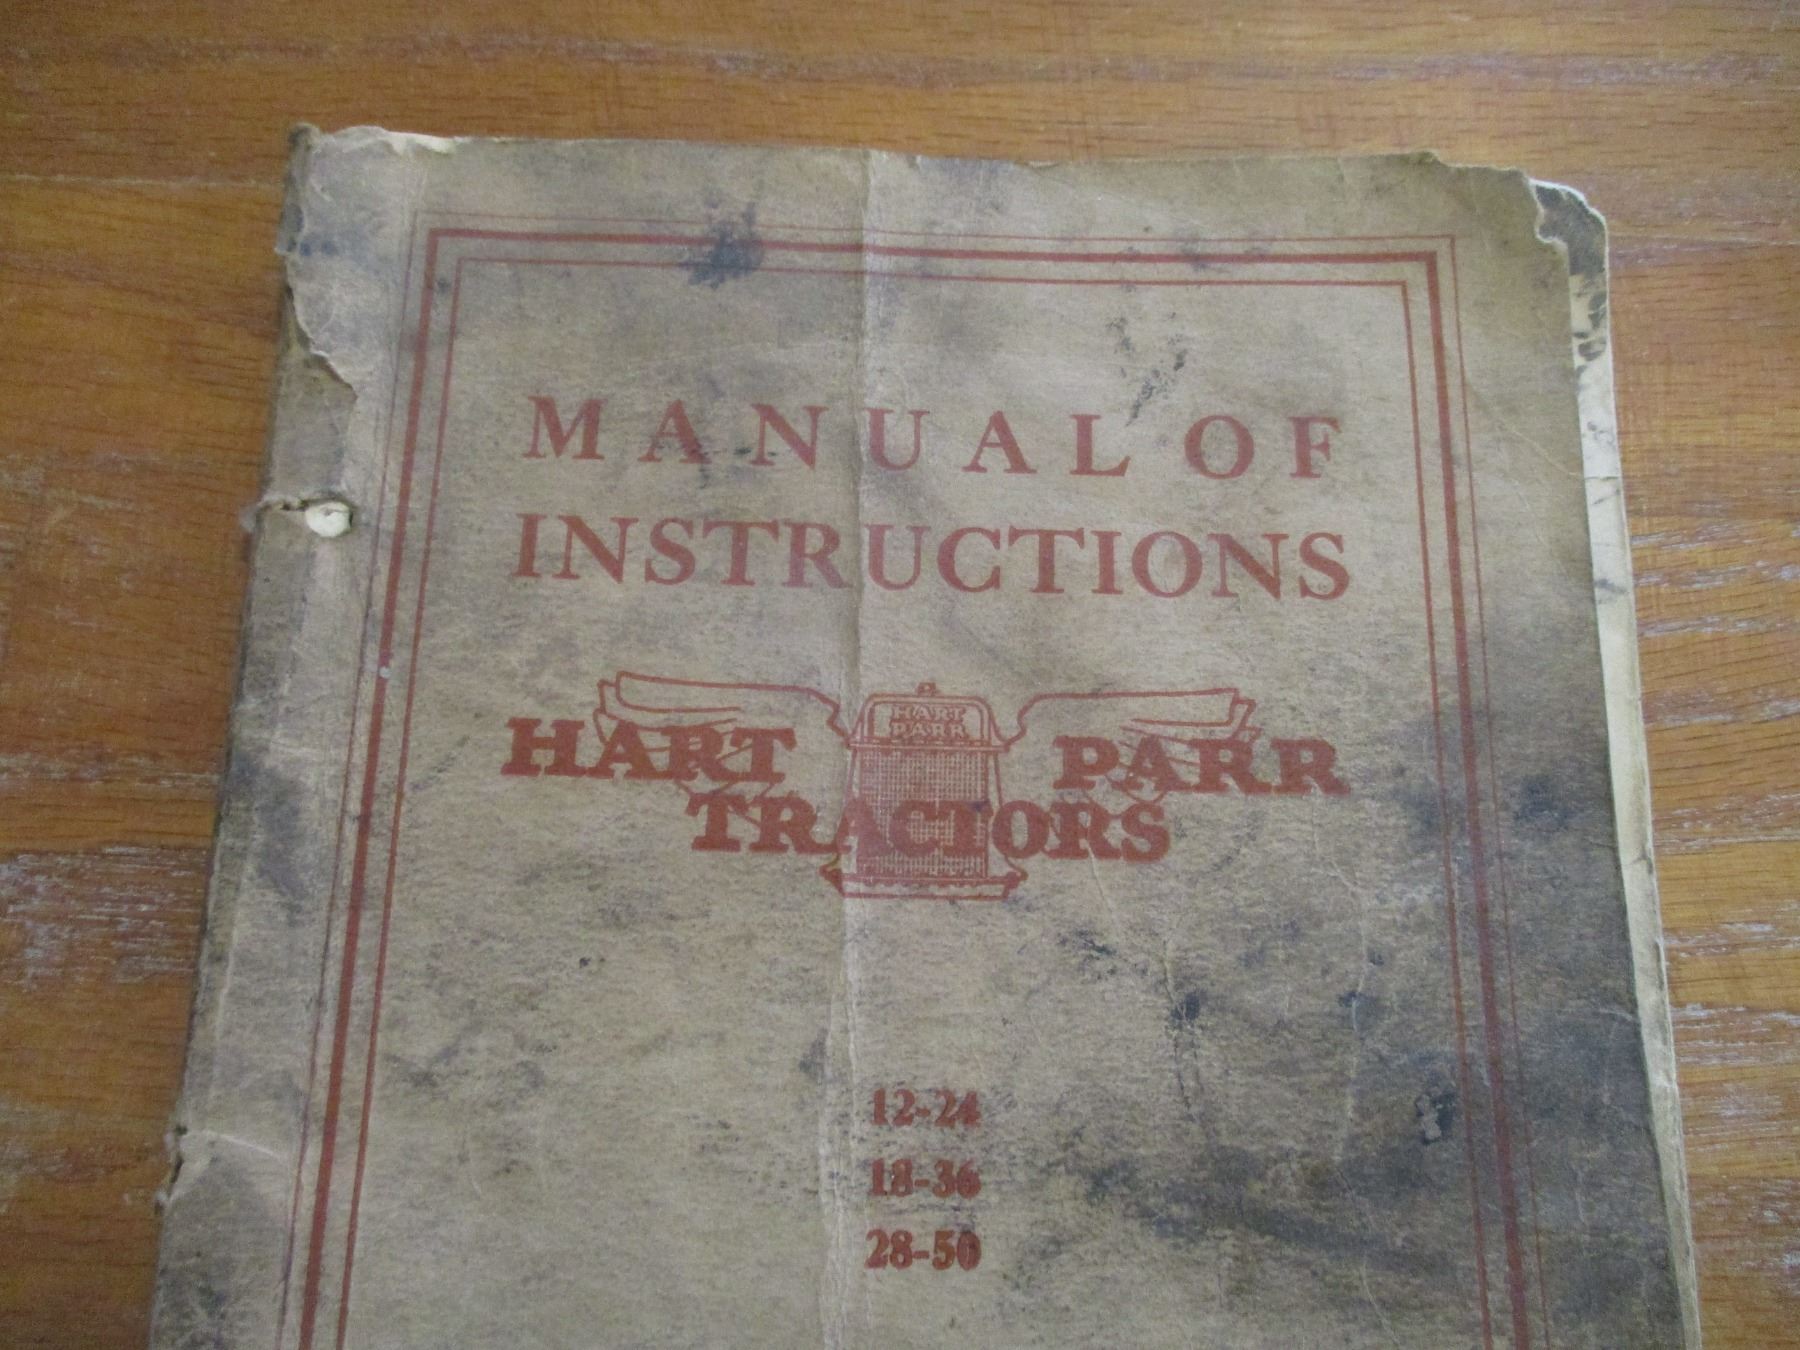 MANUAL OF
INSTRUCTIONS
HART PARR
HART PARR
TRACTORS
12-24
18-36
28-50